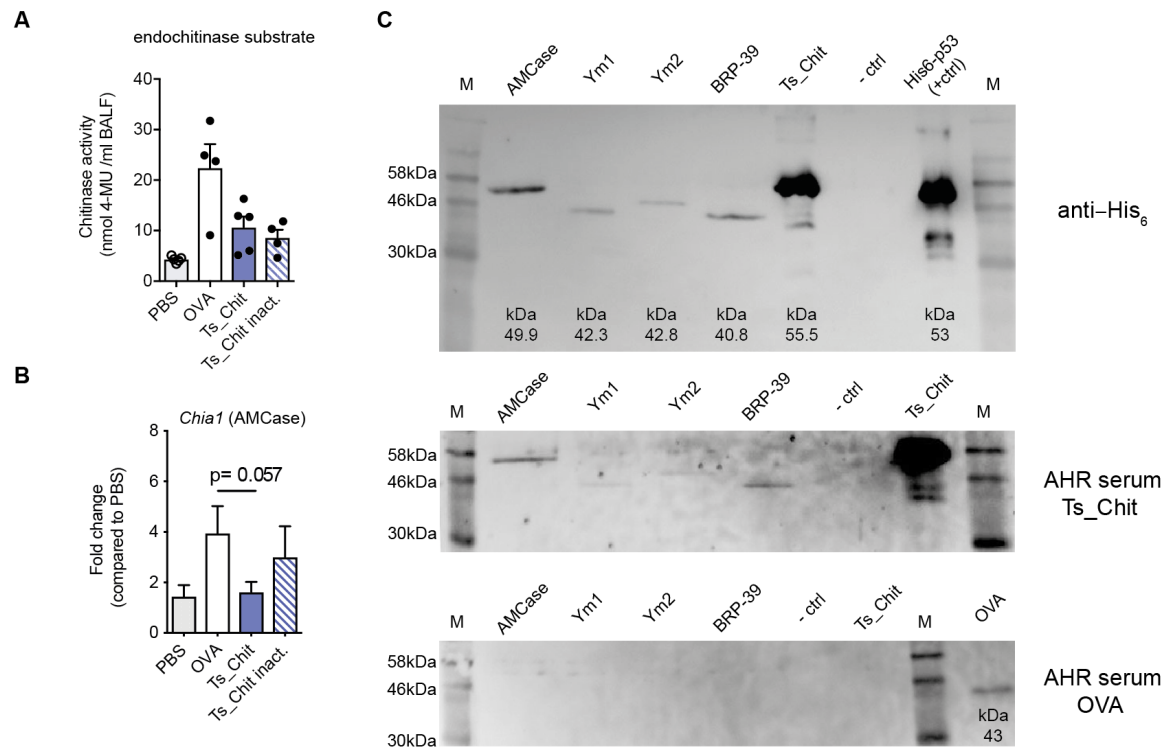 A
endochitinase substrate
Chitinase activity
(nmol 4-MU /ml BALF)
40
30
20
10
0
PBS
OVA
Ts_Chit
Ts_Chit inact.
B
Chia1 (AMCase)
Fold change
(compared to PBS)
8
6
4
2
0
p= 0.057
PBS
OVA
Ts_Chit
Ts_Chit inact.
C
M
AMCase
Ym1
Ym2
BRP-39
Ts_Chit
- ctrl
His6-p53
(+ctrl)
M
58kDa
46kDa
30kDa
kDa kDa kDa kDa kDa kDa
49.9 42.3 42.8 40.8 55.5 53
anti–His6
M
AMCase
Ym1
Ym2
BRP-39
- ctrl
Ts_Chit
M
58kDa
46kDa
30kDa
AHR serum
Ts_Chit
M
AMCase
Ym1
Ym2
BRP-39
- ctrl
Ts_Chit
M
OVA
58kDa
46kDa
30kDa
kDa
43
AHR serum
OVA